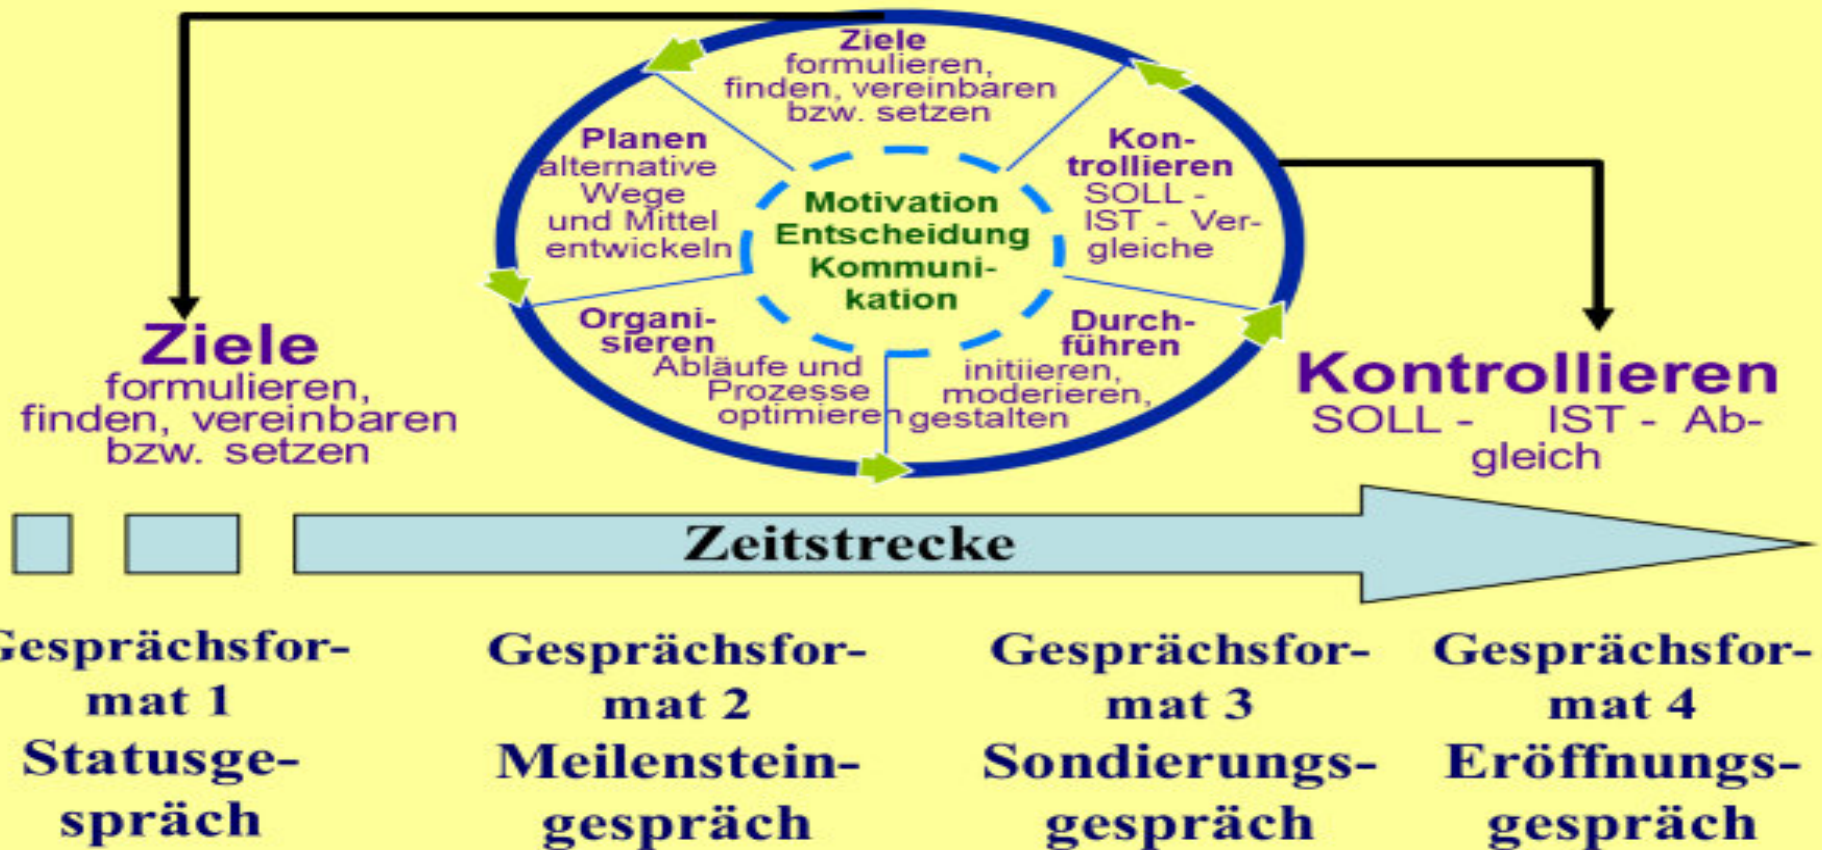 Ziele
formulieren,
finden, vereinbaren
bzw. setzen
Planen
alternative
Wege
und Mittel
entwickeln
Kon-
trollieren
SOLL -
IST - Ver-
gleiche
Motivation
Entscheidung
Kommuni-
kation
Organi-
sieren
Abläufe und
Prozesse
optimieren
Durch-
führen
initiieren,
moderieren,
gestalten
Ziele
formulieren,
finden, vereinbaren
bzw. setzen
Kontrollieren
SOLL - IST - Ab-
gleich
Zeitstrecke
Gesprächsfor-
mat 1
Statusge-
spräch
Gesprächsfor-
mat 2
Meilenstein-
gespräch
Gesprächsfor-
mat 3
Sondierungs-
gespräch
Gesprächsfor-
mat 4
Eröffnungs-
gespräch